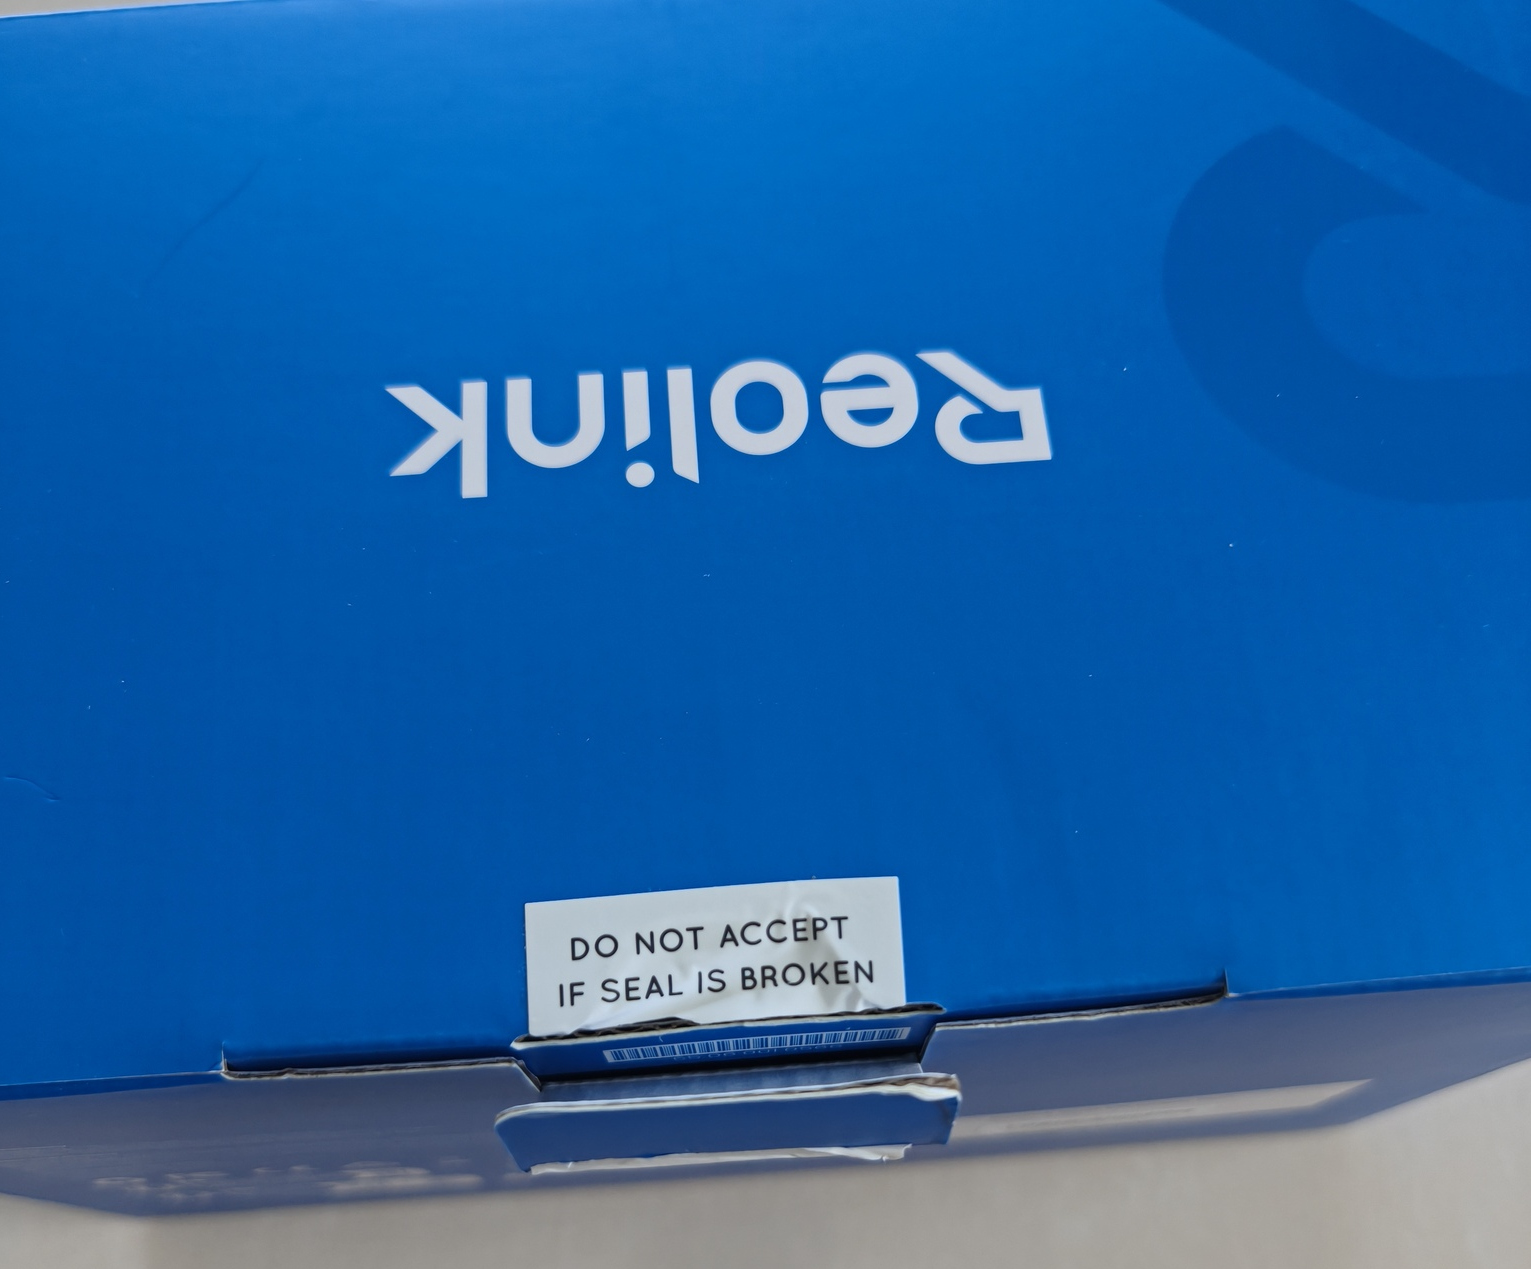 Reolink
DO NOT ACCEPT
IF SEAL IS BROKEN